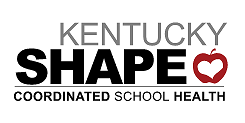 KENTUCKY
SHAPE
COORDINATED SCHOOL HEALTH